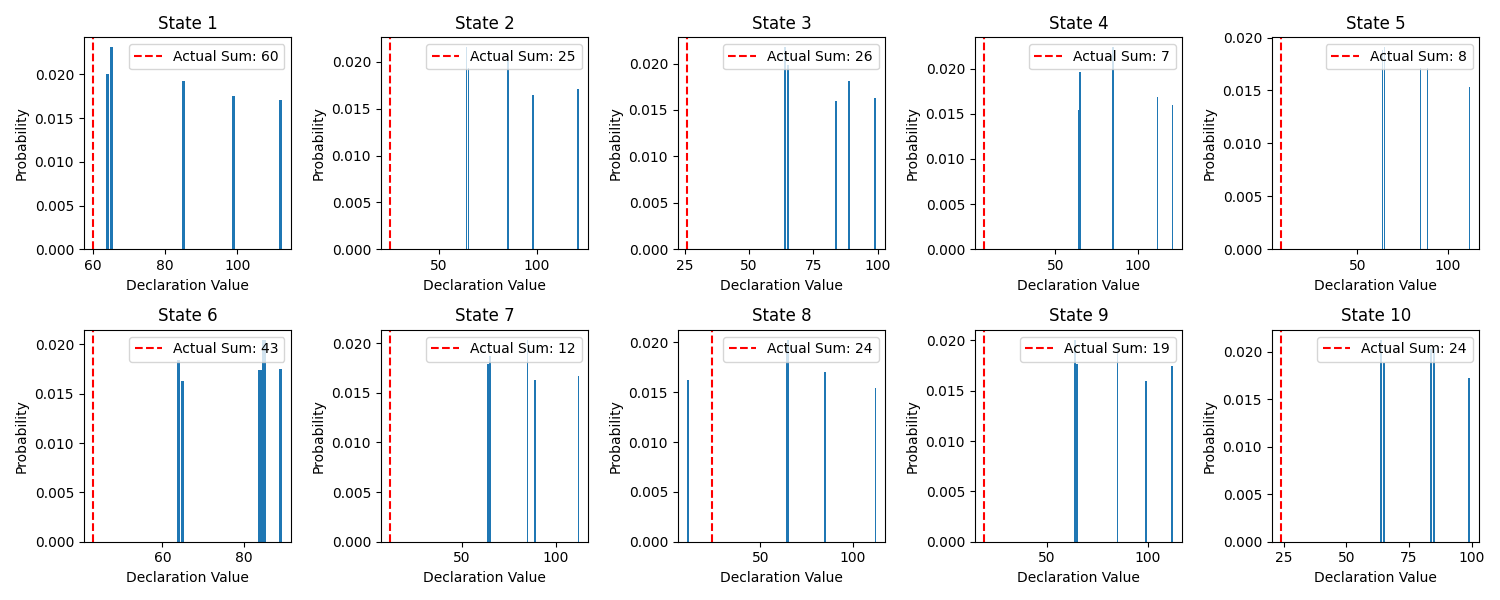 State 1
State 2
State 3
State 4
State 5
Actual Sum: 60
Actual Sum: 25
Actual Sum: 26
Actual Sum: 7
Actual Sum: 8
Probability
0.020
0.015
0.010
0.005
0.000
60
80
100
Declaration Value
Probability
0.020
0.015
0.010
0.005
0.000
50
100
Declaration Value
Probability
0.020
0.015
0.010
0.005
0.000
25
50
75
100
Declaration Value
Probability
0.020
0.015
0.010
0.005
0.000
50
100
Declaration Value
Probability
0.020
0.015
0.010
0.005
0.000
50
100
Declaration Value
State 6
State 7
State 8
State 9
State 10
Actual Sum: 43
Actual Sum: 12
Actual Sum: 24
Actual Sum: 19
Actual Sum: 24
Probability
0.020
0.015
0.010
0.005
0.000
60
80
Declaration Value
Probability
0.020
0.015
0.010
0.005
0.000
50
100
Declaration Value
Probability
0.020
0.015
0.010
0.005
0.000
50
100
Declaration Value
Probability
0.020
0.015
0.010
0.005
0.000
50
100
Declaration Value
Probability
0.020
0.015
0.010
0.005
0.000
25
50
75
100
Declaration Value